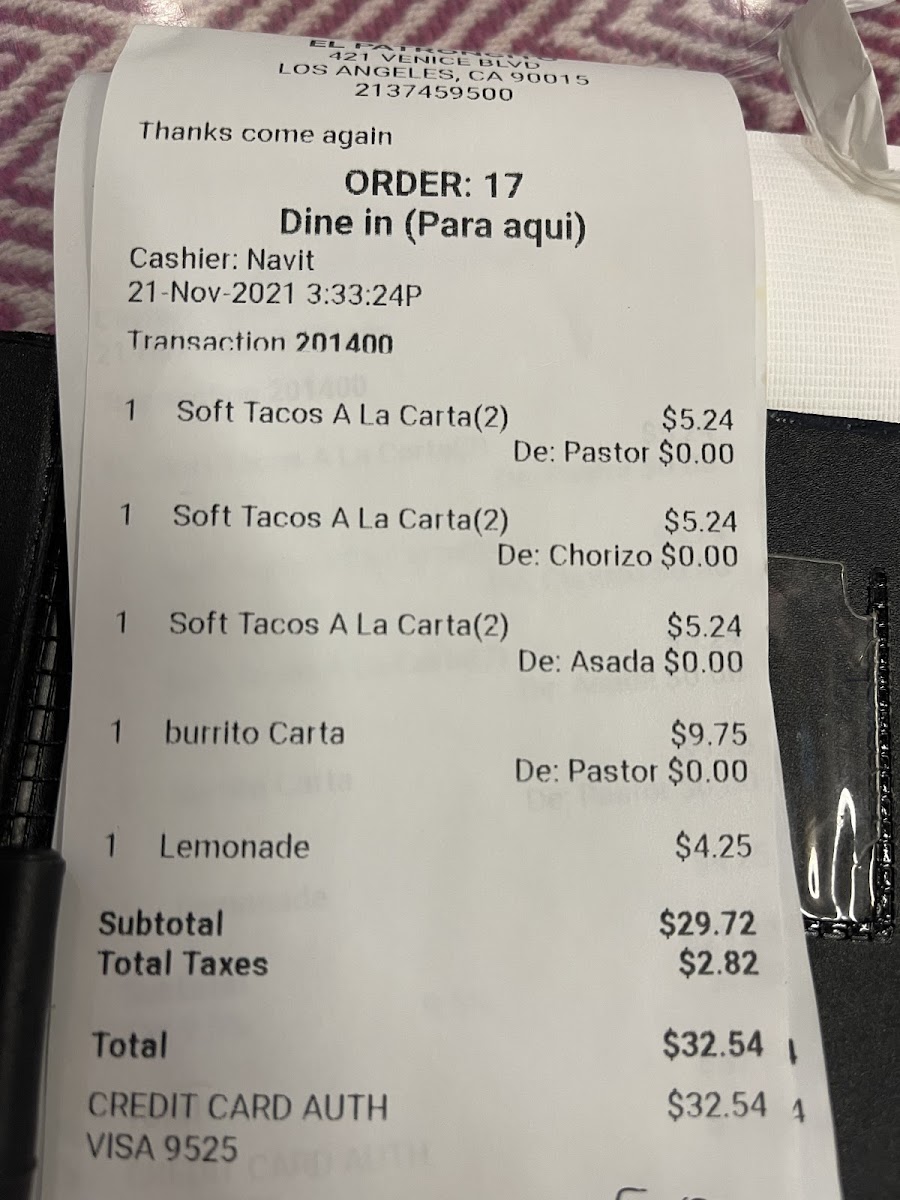 421 VENICE BLVD
LOS ANGELES, CA 90015
2137459500
Thanks come again
ORDER: 17
Dine in (Para aqui)
Cashier: Navit
21-Nov-2021 3:33:24P
Transaction 201400
1 Soft Tacos A La Carta(2) $5.24
De: Pastor $0.00
1 Soft Tacos A La Carta(2) $5.24
De: Chorizo $0.00
1 Soft Tacos A La Carta(2) $5.24
De: Asada $0.00
1 burrito Carta $9.75
De: Pastor $0.00
1 Lemonade $4.25
Subtotal $29.72
Total Taxes $2.82
Total $32.54
CREDIT CARD AUTH $32.54
VISA 9525